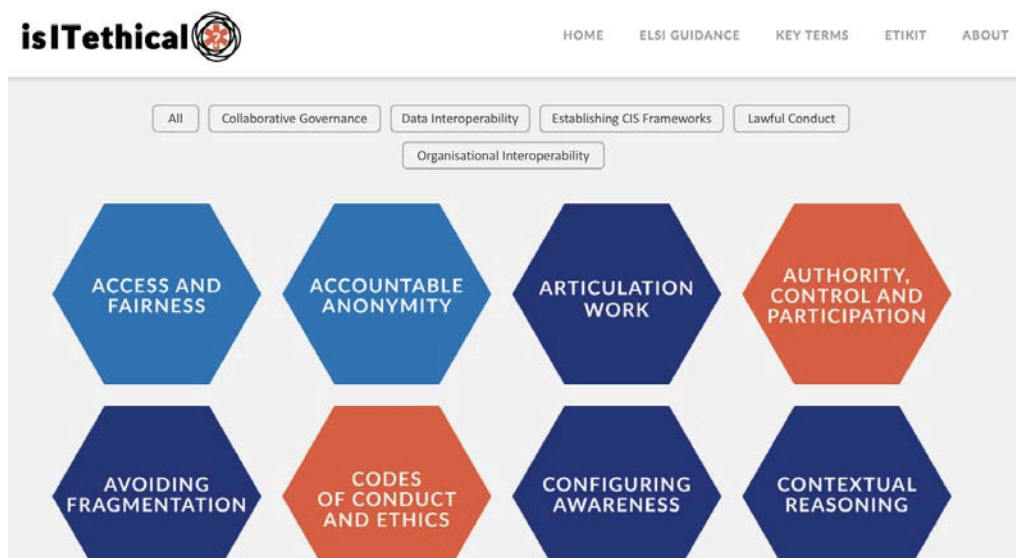 isITethical?
HOME ELSI GUIDANCE KEY TERMS ETIKIT ABOUT
All Collaborative Governance Data Interoperability Establishing CIS Frameworks Lawful Conduct
Organisational Interoperability
ACCESS AND
FAIRNESS
ACCOUNTABLE
ANONYMITY
ARTICULATION
WORK
AUTHORITY,
CONTROL AND
PARTICIPATION
AVOIDING
FRAGMENTATION
CODES
OF CONDUCT
AND ETHICS
CONFIGURING
AWARENESS
CONTEXTUAL
REASONING